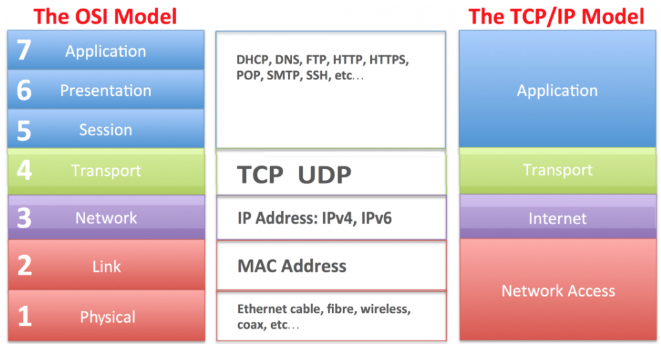 The OSI Model
The TCP/IP Model
7 Application
6 Presentation
5 Session
4 Transport
3 Network
2 Link
1 Physical
DHCP, DNS, FTP, HTTP, HTTPS,
POP, SMTP, SSH, etc…
TCP UDP
IP Address: IPv4, IPv6
MAC Address
Ethernet cable, fibre, wireless,
coax, etc…
Application
Transport
Internet
Network Access